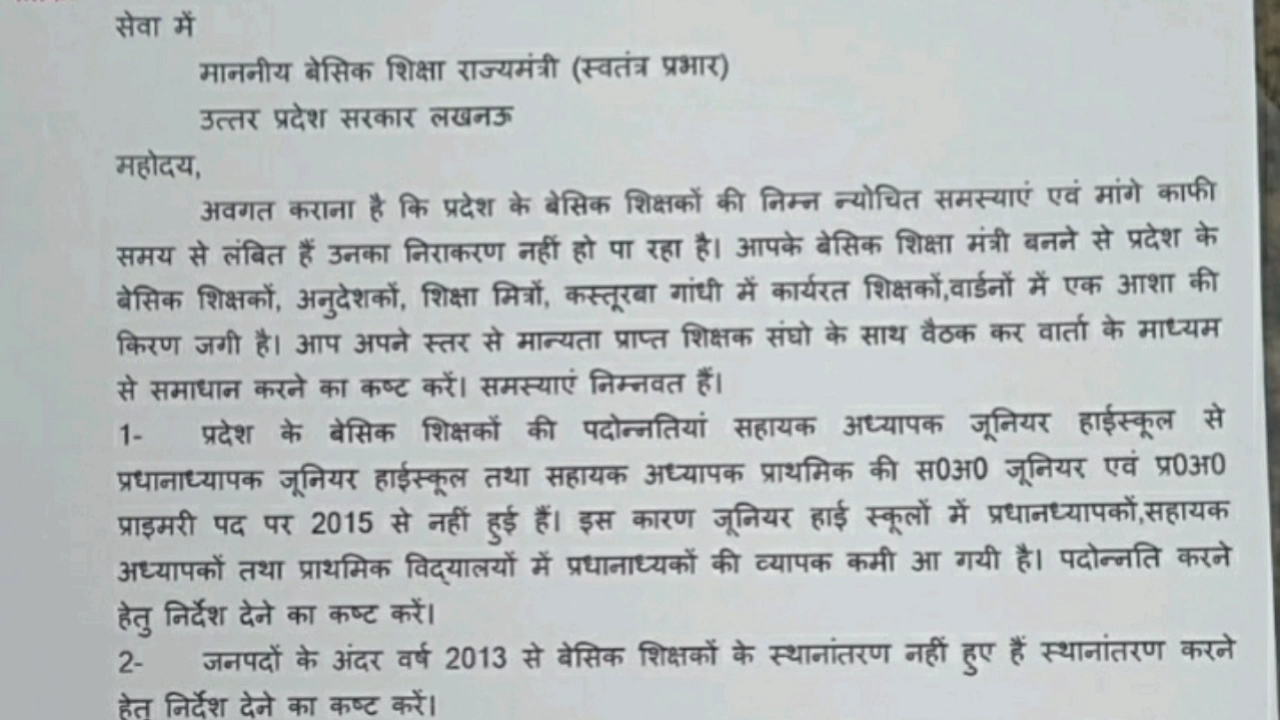 सेवा में
माननीय बेसिक शिक्षा राज्यमंत्री (स्वतंत्र प्रभार)
उत्तर प्रदेश सरकार लखनऊ
महोदय,
अवगत कराना है कि प्रदेश के बेसिक शिक्षकों की निम्न न्योचित समस्याएं एवं मांगे काफी
समय से लंबित हैं उनका निराकरण नहीं हो पा रहा है। आपके बेसिक शिक्षा मंत्री बनने से प्रदेश के
बेसिक शिक्षकों, अनुदेशकों, शिक्षा मित्रों, कस्तूरबा गांधी में कार्यरत शिक्षकों,वार्डनों में एक आशा की
किरण जगी है। आप अपने स्तर से मान्यता प्राप्त शिक्षक संघो के साथ वैठक कर वार्ता के माध्यम
से समाधान करने का कष्ट करें। समस्याएं निम्नवत हैं।
1- प्रदेश के बेसिक शिक्षकों की पदोन्नतियां सहायक अध्यापक जूनियर हाईस्कूल से
प्रधानाध्यापक जूनियर हाईस्कूल तथा सहायक अध्यापक प्राथमिक की स0अ0 जूनियर एवं प्र0अ0
प्राइमरी पद पर 2015 से नहीं हुई हैं। इस कारण जूनियर हाई स्कूलों में प्रधानध्यापकों,सहायक
अध्यापकों तथा प्राथमिक विद्यालयों में प्रधानाध्यकों की व्यापक कमी आ गयी है। पदोन्नति करने
हेतु निर्देश देने का कष्ट करें।
2- जनपदों के अंदर वर्ष 2013 से बेसिक शिक्षकों के स्थानांतरण नहीं हुए हैं स्थानांतरण करने
हेतु निर्देश देने का कष्ट करें।